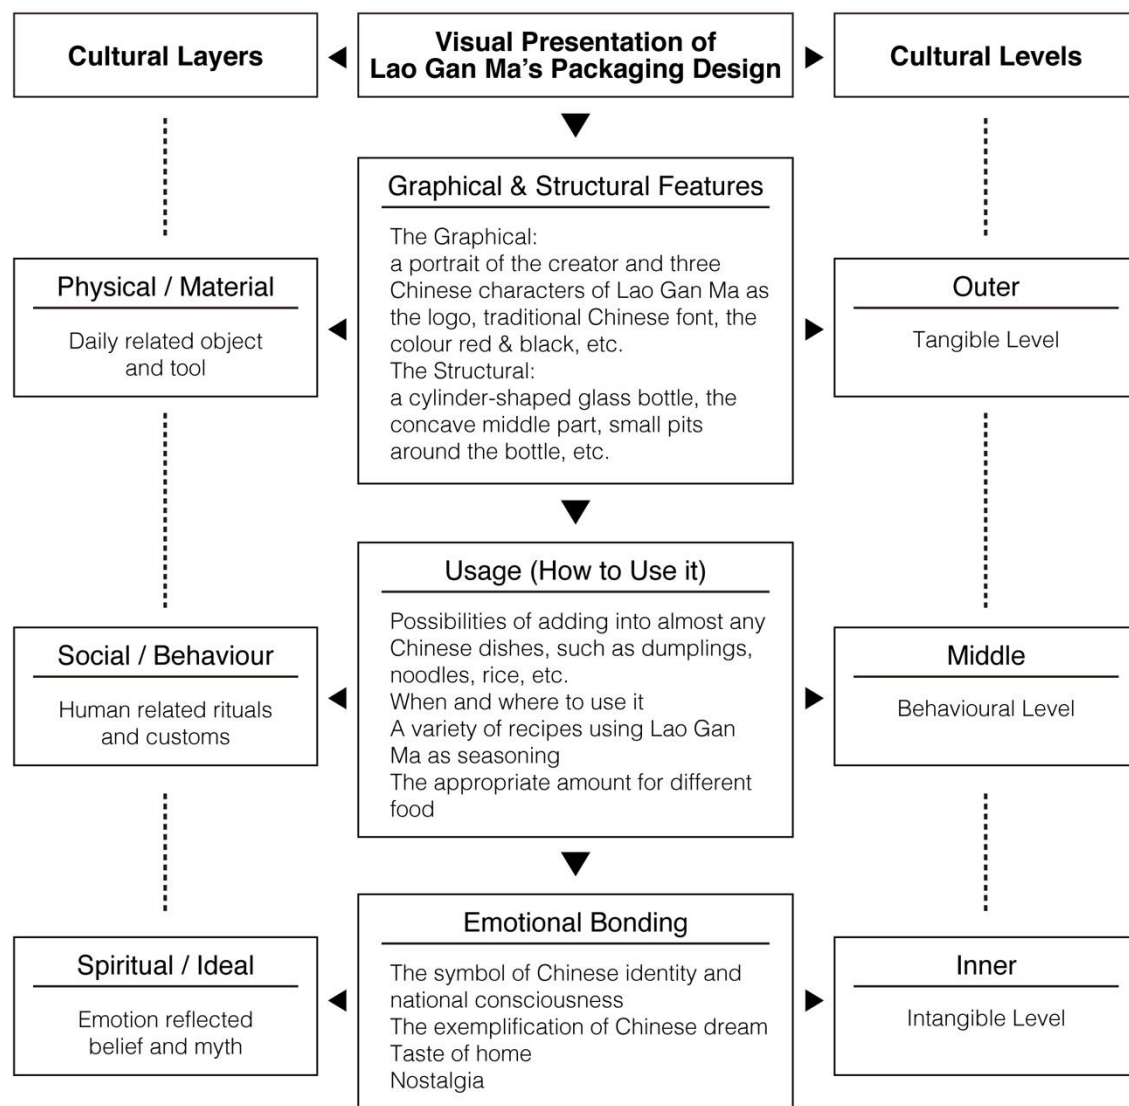 Cultural Layers
Visual Presentation of
Lao Gan Ma's Packaging Design
Cultural Levels
Graphical & Structural Features
The Graphical:
a portrait of the creator and three
Chinese characters of Lao Gan Ma as
the logo, traditional Chinese font, the
colour red & black, etc.
The Structural:
a cylinder-shaped glass bottle, the
concave middle part, small pits
around the bottle, etc.
Physical / Material
Daily related object
and tool
Outer
Tangible Level
Usage (How to Use it)
Possibilities of adding into almost any
Chinese dishes, such as dumplings,
noodles, rice, etc.
When and where to use it
A variety of recipes using Lao Gan
Ma as seasoning
The appropriate amount for different
food
Social / Behaviour
Human related rituals
and customs
Middle
Behavioural Level
Emotional Bonding
The symbol of Chinese identity and
national consciousness
The exemplification of Chinese dream
Taste of home
Nostalgia
Spiritual / Ideal
Emotion reflected
belief and myth
Inner
Intangible Level